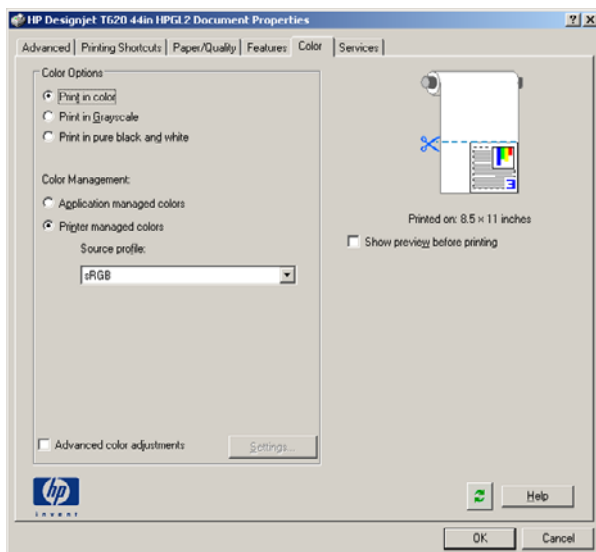 HP Designjet T620 44in HPGL2 Document Properties
Advanced
Printing Shortcuts
Paper/Quality
Features
Color
Services
Color Options
Print in color
Print in Grayscale
Print in pure black and white
Color Management:
Application managed colors
Printer managed colors
Source profile:
sRGB
Advanced color adjustments
Settings...
3
Printed on: 8.5 × 11 inches
Show preview before printing
hp
invent
Help
OK
Cancel